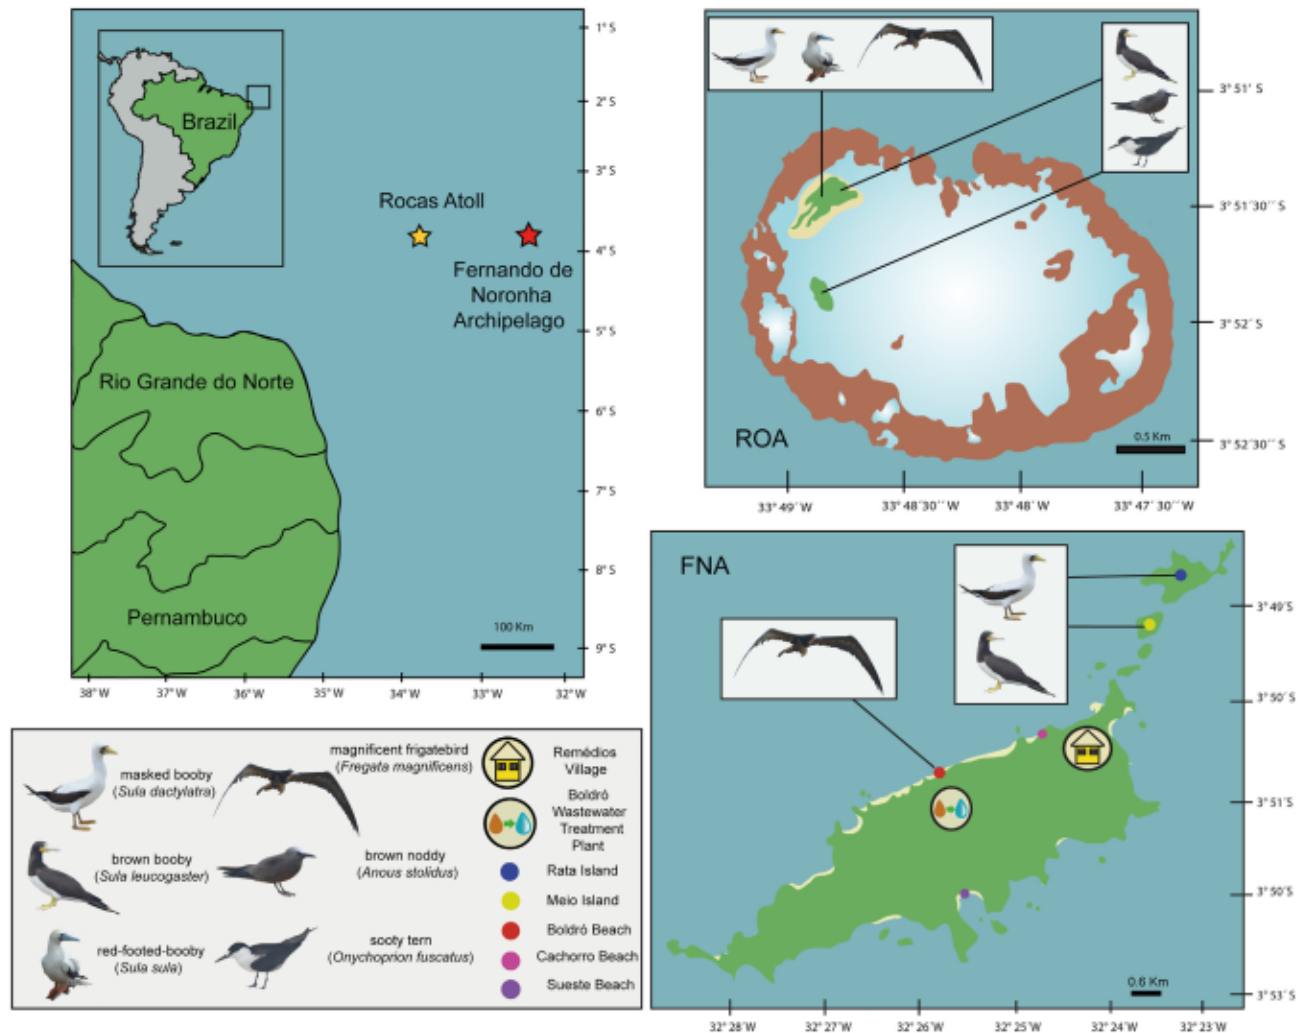 Brazil
Rocas Atoll
Fernando de
Noronha
Archipelago
Rio Grande do Norte
Pernambuco
100 Km
1° S
2° S
3° S
4° S
5° S
6° S
7° S
8° S
9° S
38° W
37° W
36° W
35° W
34° W
33° W
32° W
ROA
0.5 Km
3° 51' S
3° 51'30'' S
3° 52' S
3° 52'30'' S
33° 49' W
33° 48'30'' W
33° 48' W
33° 47'30'' W
FNA
0.6 Km
3° 49'S
3° 50'S
3° 51'S
3° 50'S
3° 51'S
32° 28'W
32° 27'W
32° 26'W
32° 25'W
32° 24'W
32° 23'W
masked booby
(Sula dactylatra)
magnificent frigatebird
(Fregata magnificens)
brown booby
(Sula leucogaster)
brown noddy
(Anous stolidus)
red-footed-booby
(Sula sula)
sooty tern
(Onychoprion fuscatus)
Remédios
Village
Boldró
Wastewater
Treatment
Plant
Rata Island
Meio Island
Boldró Beach
Cachorro Beach
Sueste Beach